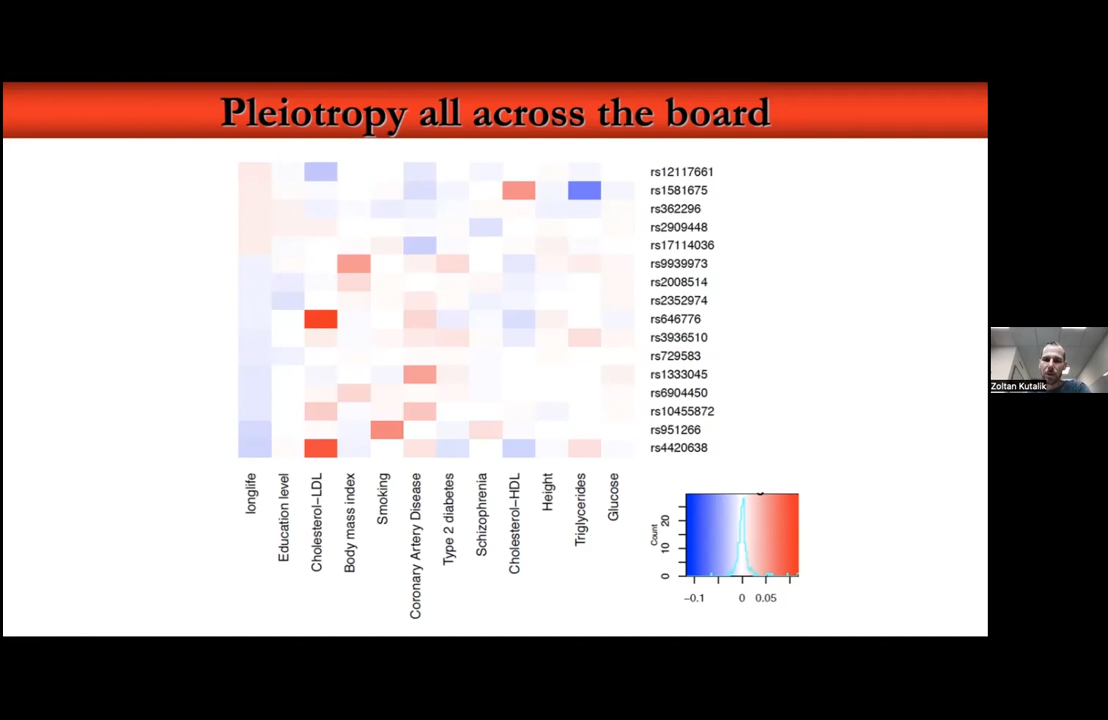 Pleiotropy all across the board
rs12117661
rs1581675
rs362296
rs2909448
rs17114036
rs9939973
rs2008514
rs2352974
rs646776
rs3936510
rs729583
rs1333045
rs6904450
rs10455872
rs951266
rs4420638
longlife
Education level
Cholesterol−LDL
Body mass index
Smoking
Coronary Artery Disease
Type 2 diabetes
Schizophrenia
Cholesterol−HDL
Height
Triglycerides
Glucose
Count
0 10 20
−0.1 0 0.05
Zoltan Kutalik